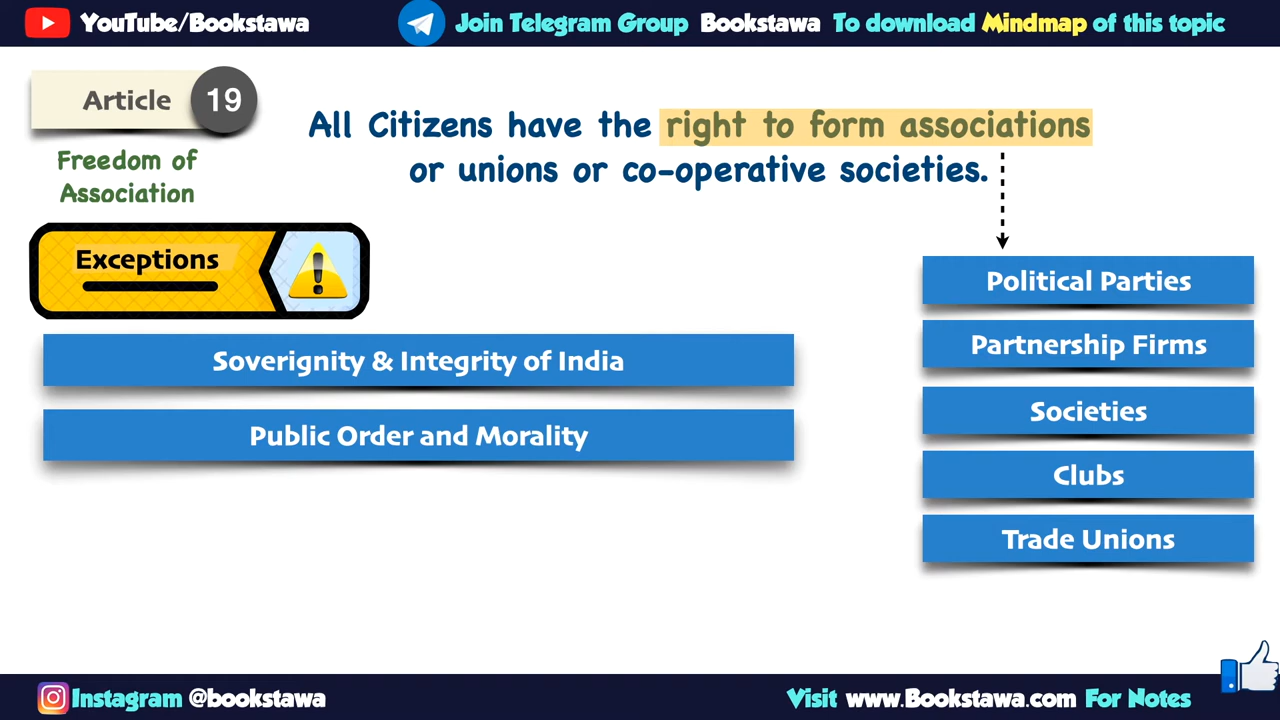 YouTube/Bookstawa
Join Telegram Group Bookstawa To download Mindmap of this topic
Article 19
Freedom of
Association
All Citizens have the right to form associations
or unions or co-operative societies.
Exceptions
Soverignity & Integrity of India
Public Order and Morality
Political Parties
Partnership Firms
Societies
Clubs
Trade Unions
Instagram @bookstawa
Visit www.Bookstawa.com For Notes